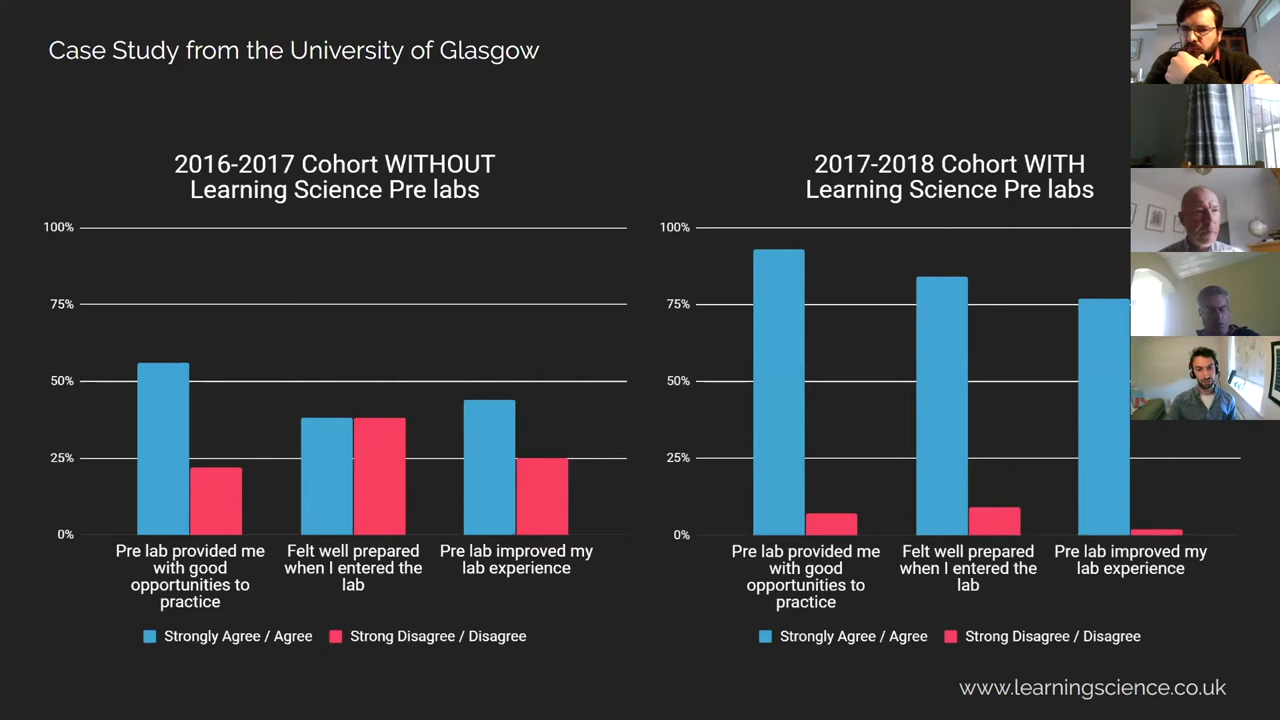 Case Study from the University of Glasgow
2016-2017 Cohort WITHOUT
Learning Science Pre labs
100%
75%
50%
25%
0%
Pre lab provided me
with good
opportunities to
practice
Felt well prepared
when I entered the
lab
Pre lab improved my
lab experience
Strongly Agree / Agree
Strong Disagree / Disagree
2017-2018 Cohort WITH
Learning Science Pre labs
100%
75%
50%
25%
0%
Pre lab provided me
with good
opportunities to
practice
Felt well prepared
when I entered the
lab
Pre lab improved my
lab experience
Strongly Agree / Agree
Strong Disagree / Disagree
www.learningscience.co.uk